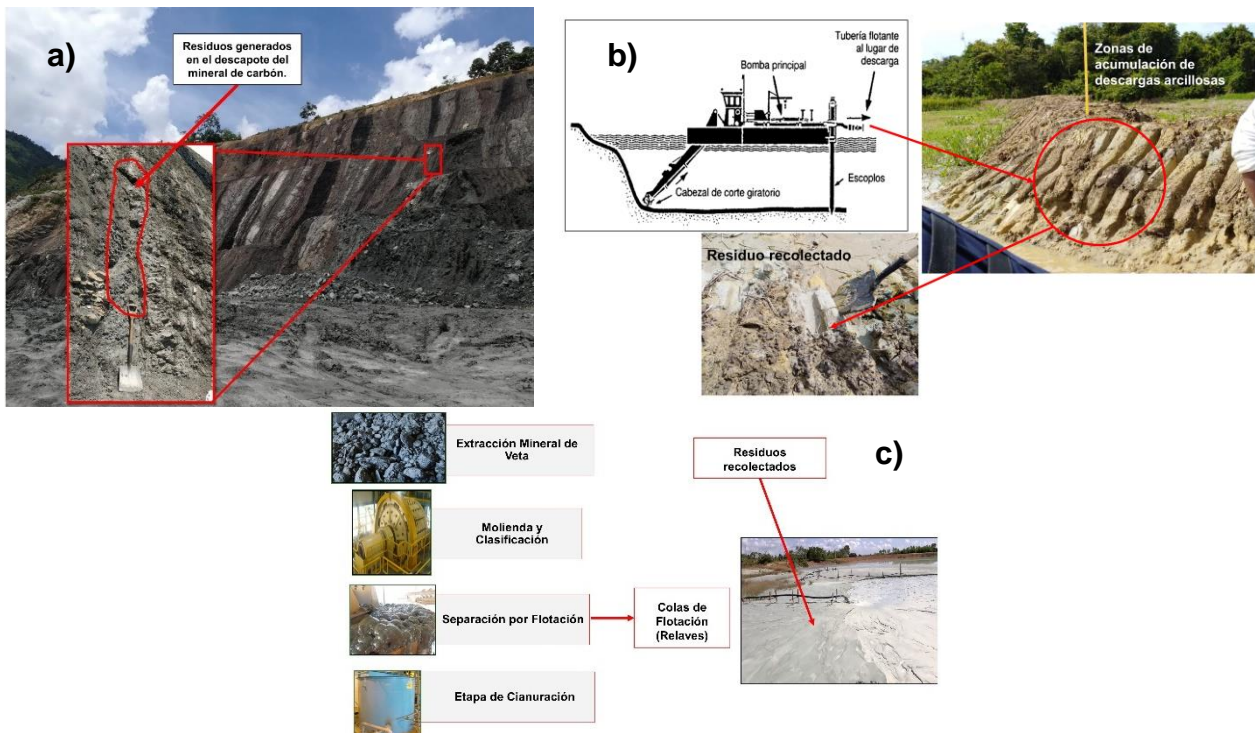 a)
Residuos generados
en el descapote del
mineral de carbón.
b)
Tubería flotante
al lugar de
descarga
Bomba principal
Cabezal de corte giratorio
Escoplos
Zonas de
acumulación de
descargas arcillosas
Residuo recolectado
Extracción Mineral de
Veta
Molienda y
Clasificación
Separación por Flotación
Etapa de Cianuración
Colas de
Flotación
(Relaves)
Residuos
recolectados
c)